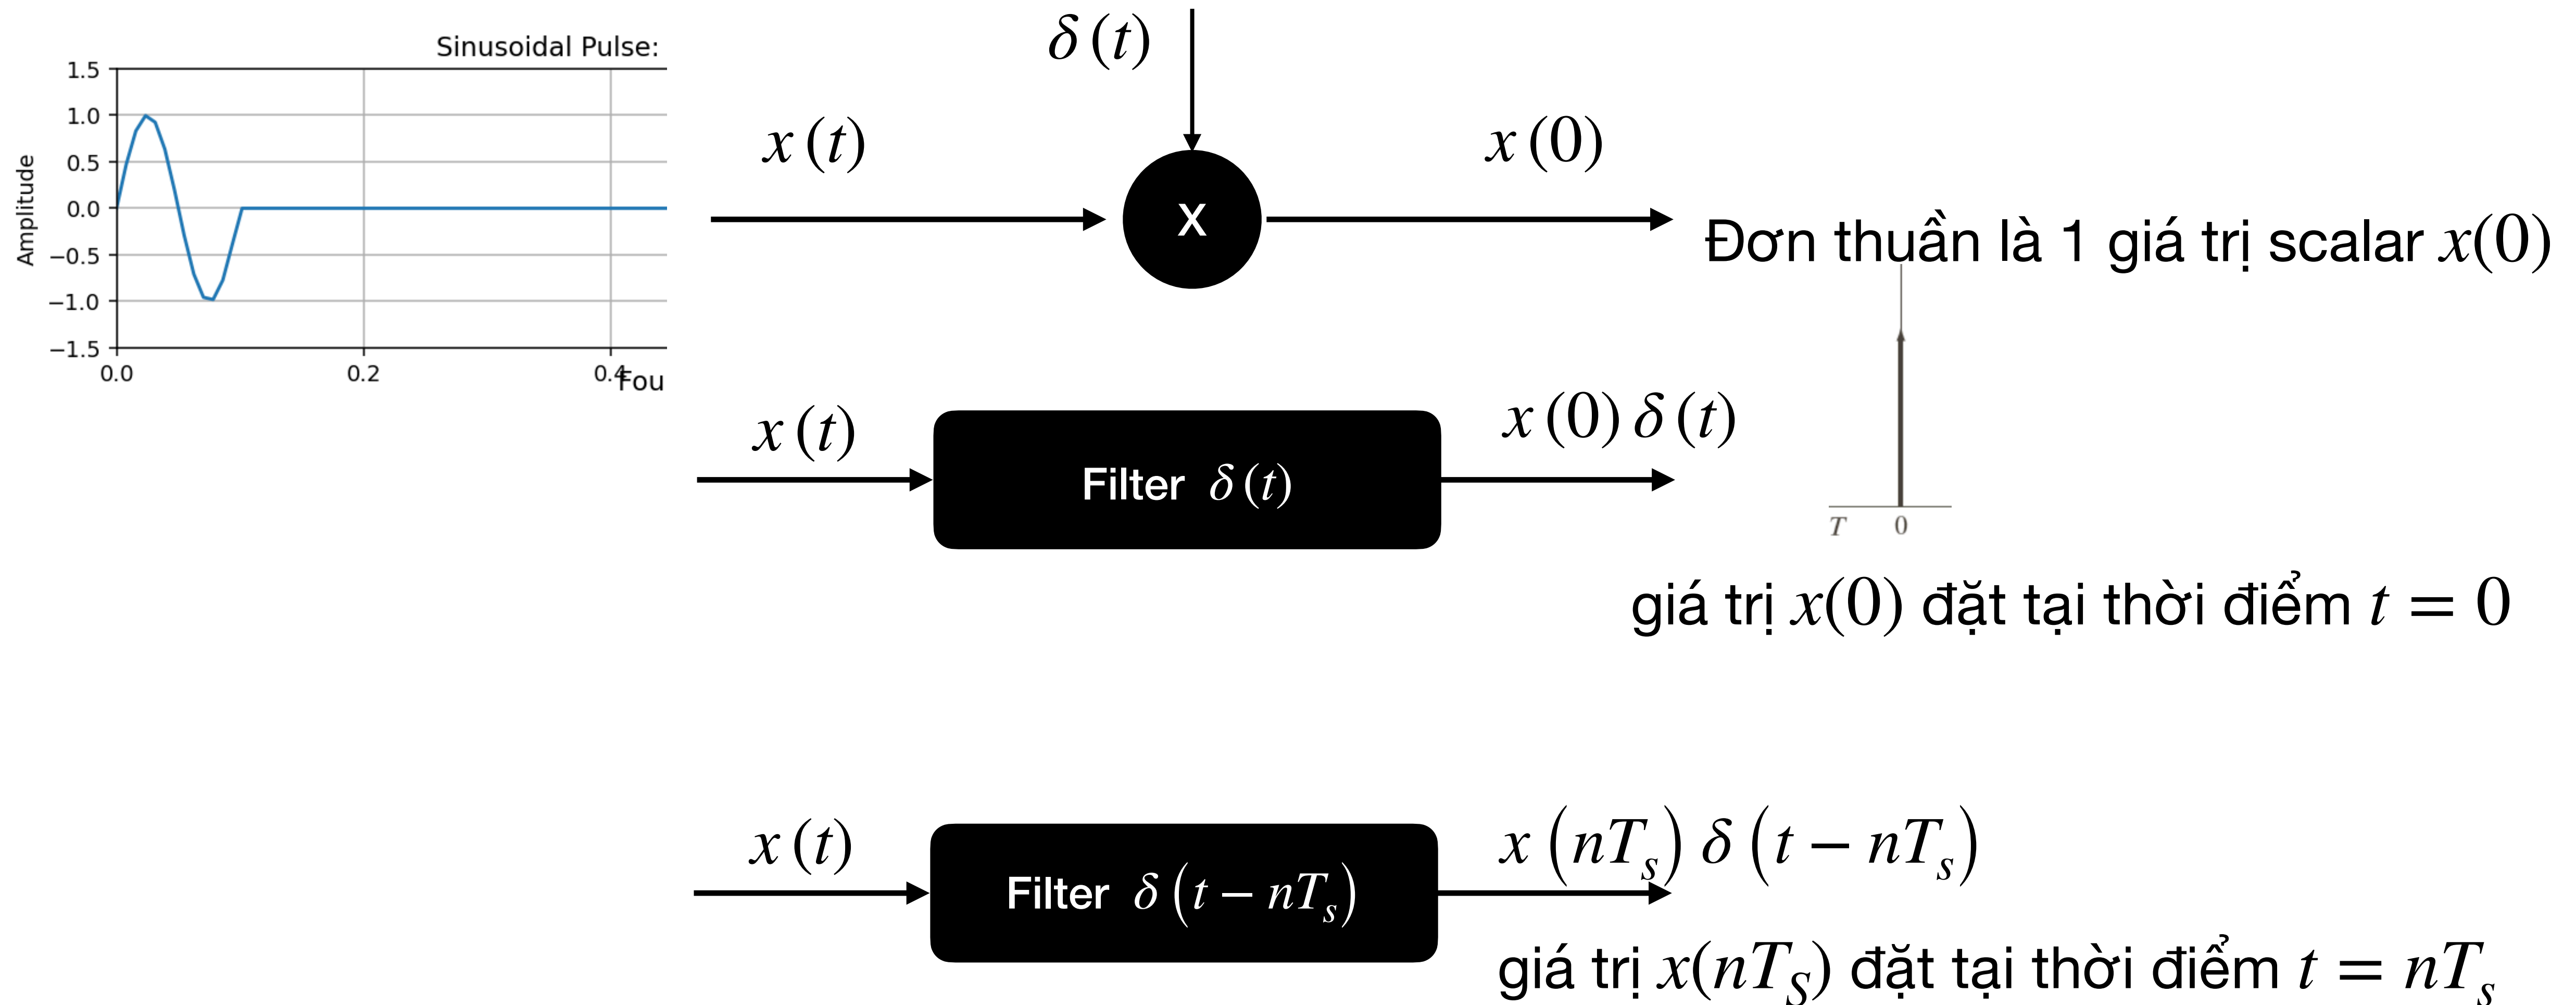 Sinusoidal Pulse:
1.5
1.0
0.5
0.0
−0.5
−1.0
−1.5
Amplitude
0.0 0.2 0.4
Fou
δ(t)
x(t)
X
x(0)
Đơn thuần là 1 giá trị scalar x(0)
x(t)
Filter δ(t)
x(0) δ(t)
T 0
giá trị x(0) đặt tại thời điểm t = 0
x(t)
Filter δ(t − nTₛ)
x(nTₛ) δ(t − nTₛ)
giá trị x(nT_S) đặt tại thời điểm t = nTₛ